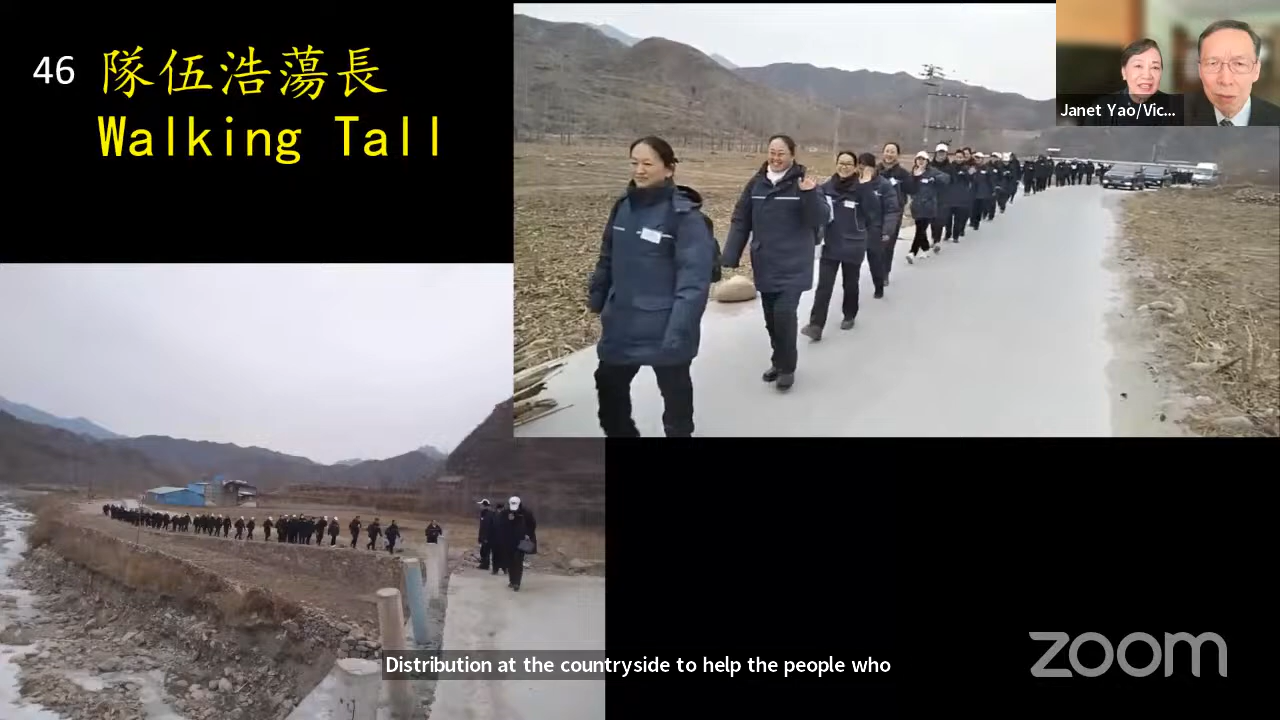 46
隊伍浩蕩長
Walking Tall
Janet Yao/Vic...
Distribution at the countryside to help the people who
zoom